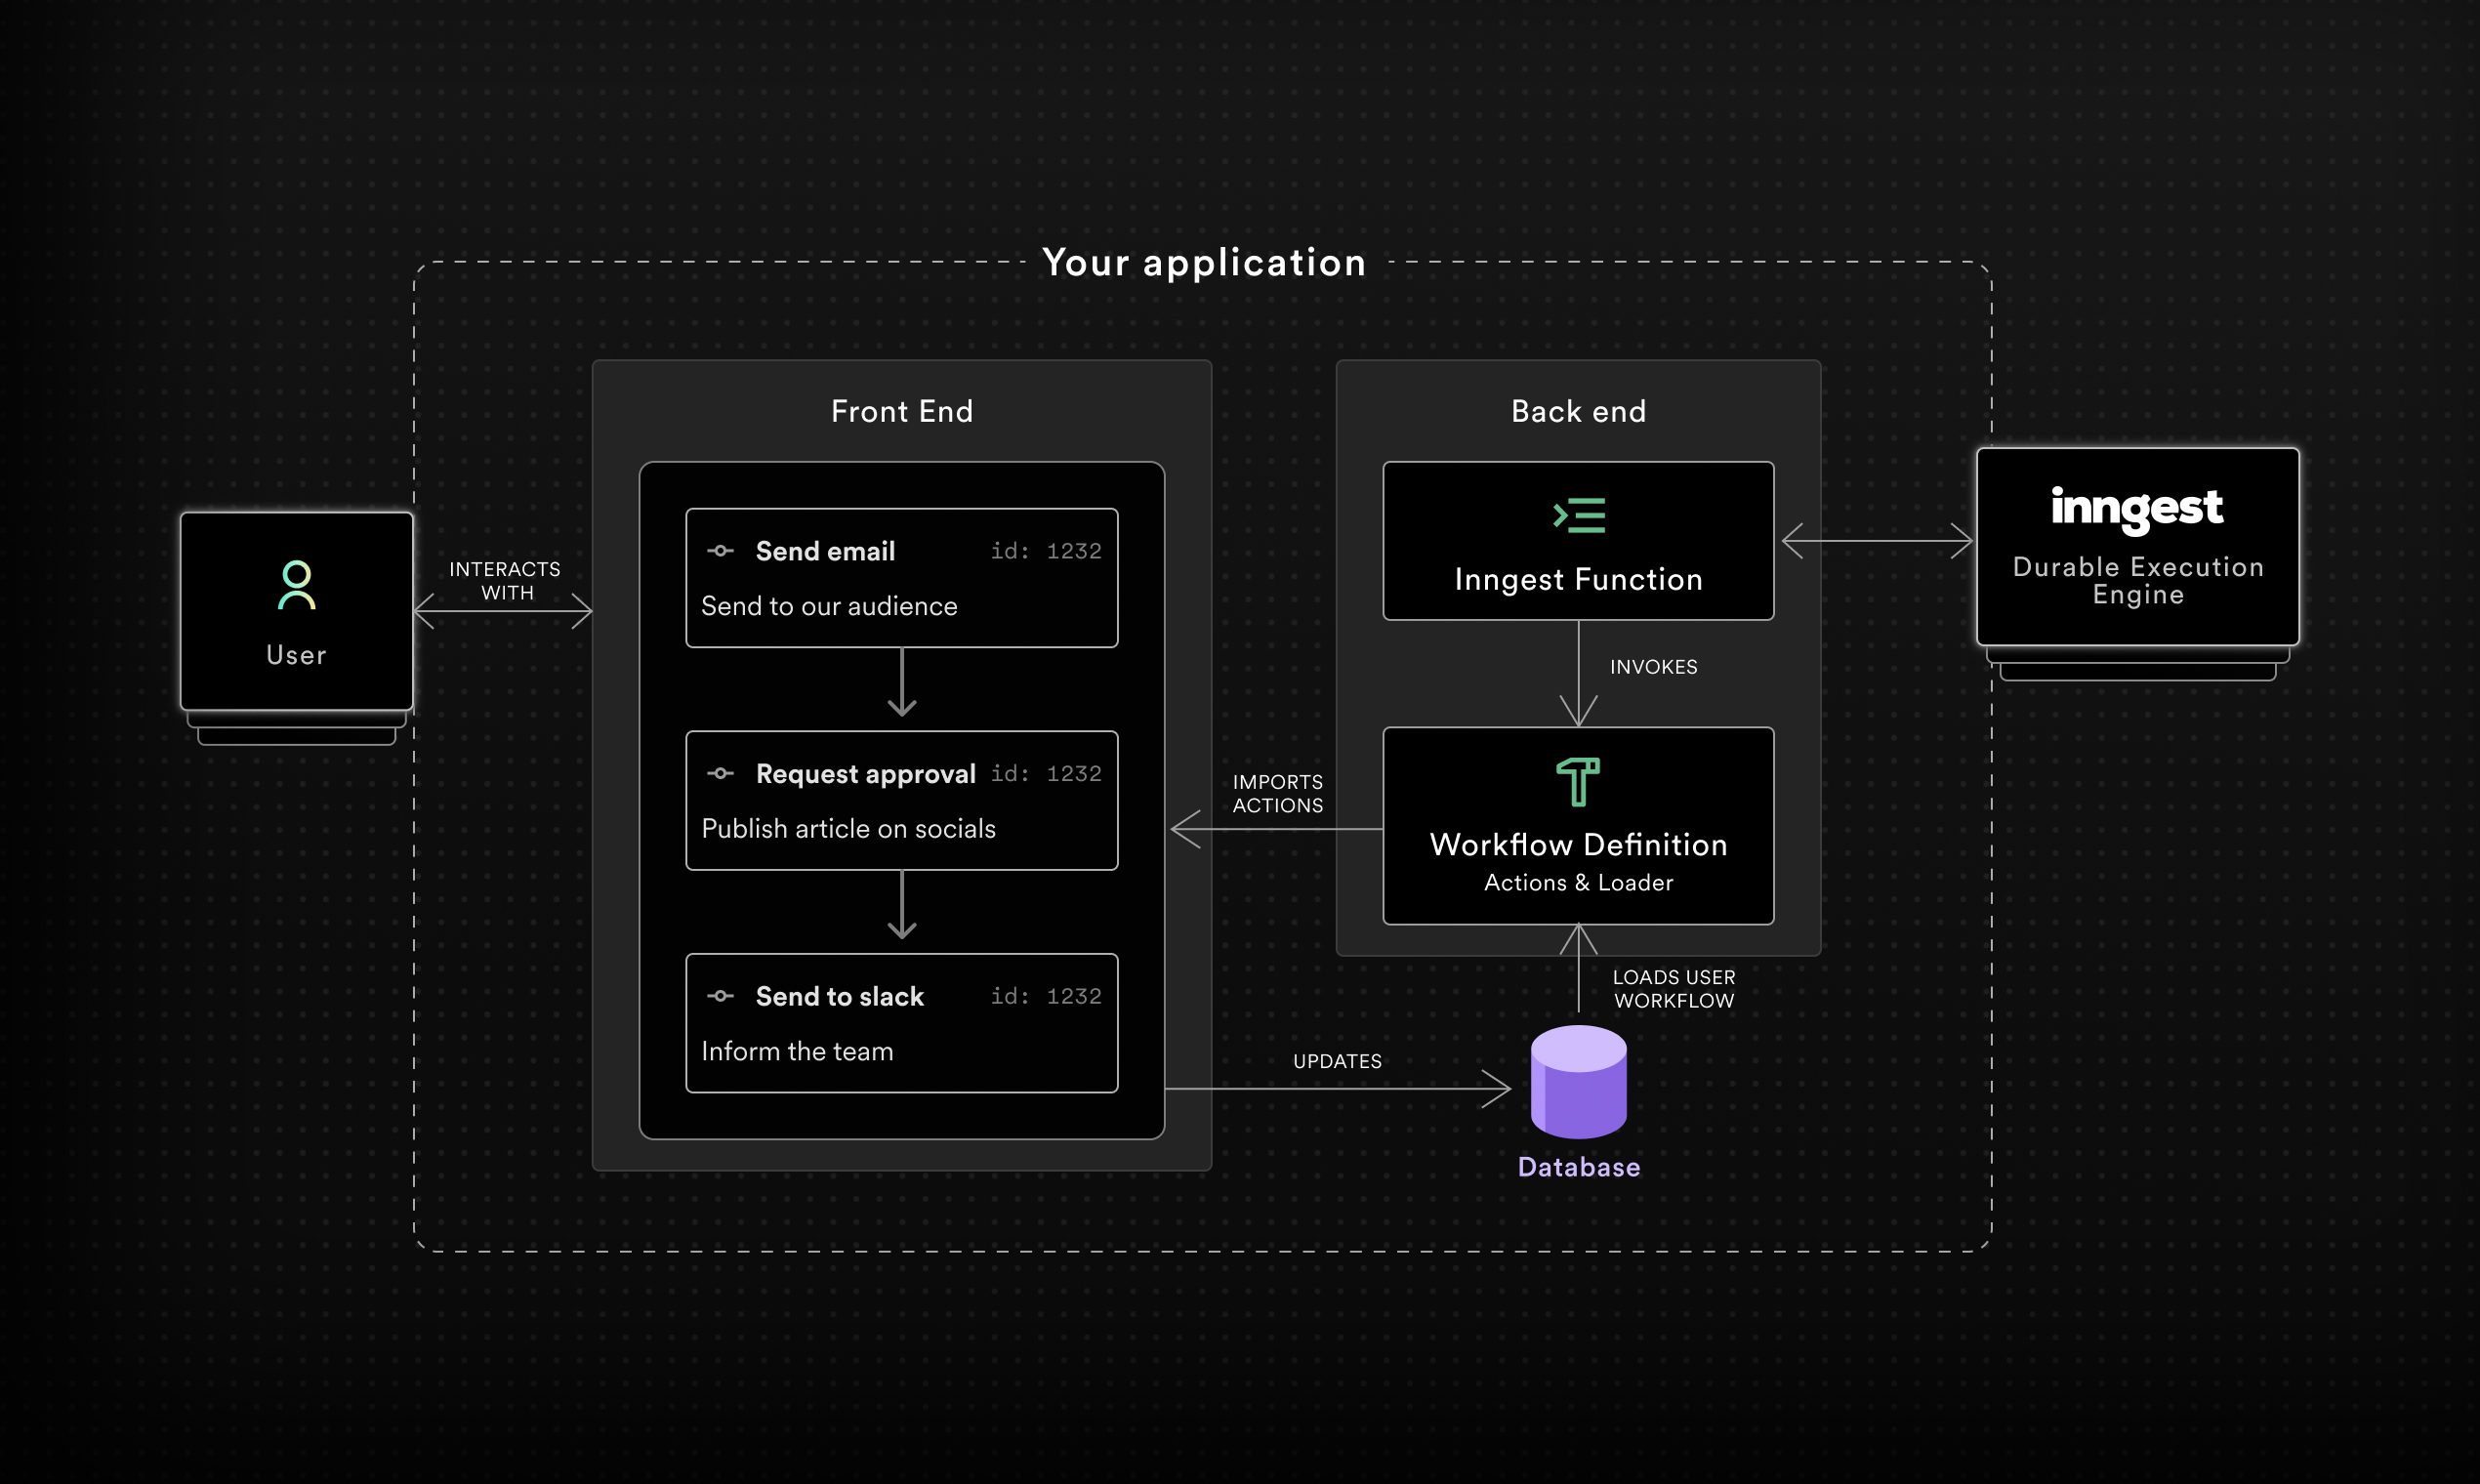 Your application
User
INTERACTS
WITH
Front End
Send email id: 1232
Send to our audience
Request approval id: 1232
Publish article on socials
Send to slack id: 1232
Inform the team
IMPORTS
ACTIONS
UPDATES
Back end
Inngest Function
INVOKES
Workflow Definition
Actions & Loader
LOADS USER
WORKFLOW
Database
inngest
Durable Execution
Engine